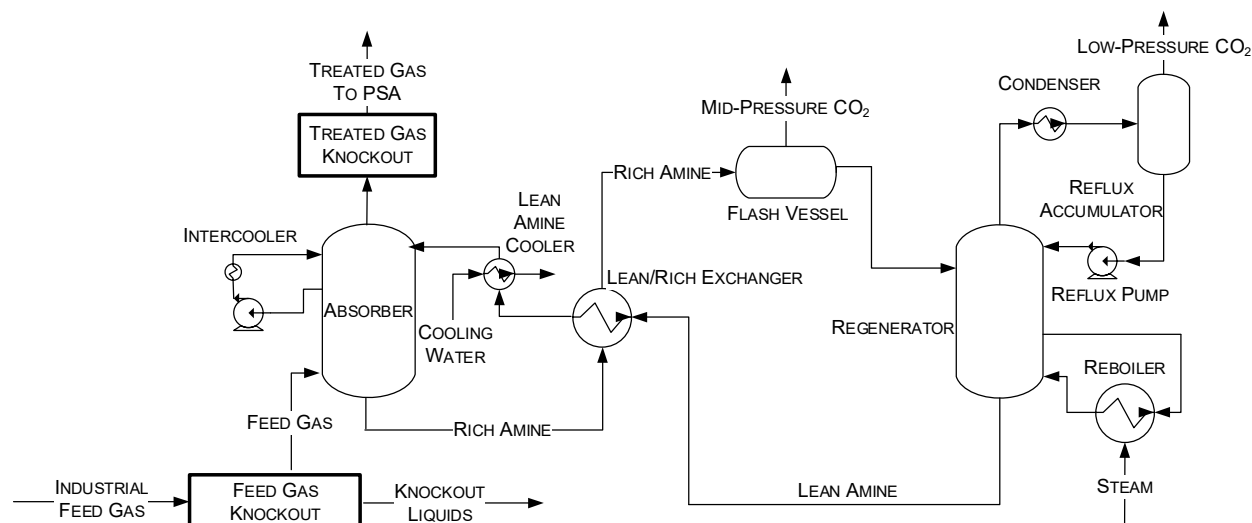 LOW-PRESSURE CO₂
TREATED GAS
TO PSA
CONDENSER
MID-PRESSURE CO₂
TREATED GAS
KNOCKOUT
RICH AMINE
LEAN
AMINE
COOLER
FLASH VESSEL
REFLUX
ACCUMULATOR
INTERCOOLER
LEAN/RICH EXCHANGER
REFLUX PUMP
ABSORBER
COOLING
WATER
REGENERATOR
REBOILER
FEED GAS
RICH AMINE
INDUSTRIAL
FEED GAS
FEED GAS
KNOCKOUT
KNOCKOUT
LIQUIDS
LEAN AMINE
STEAM